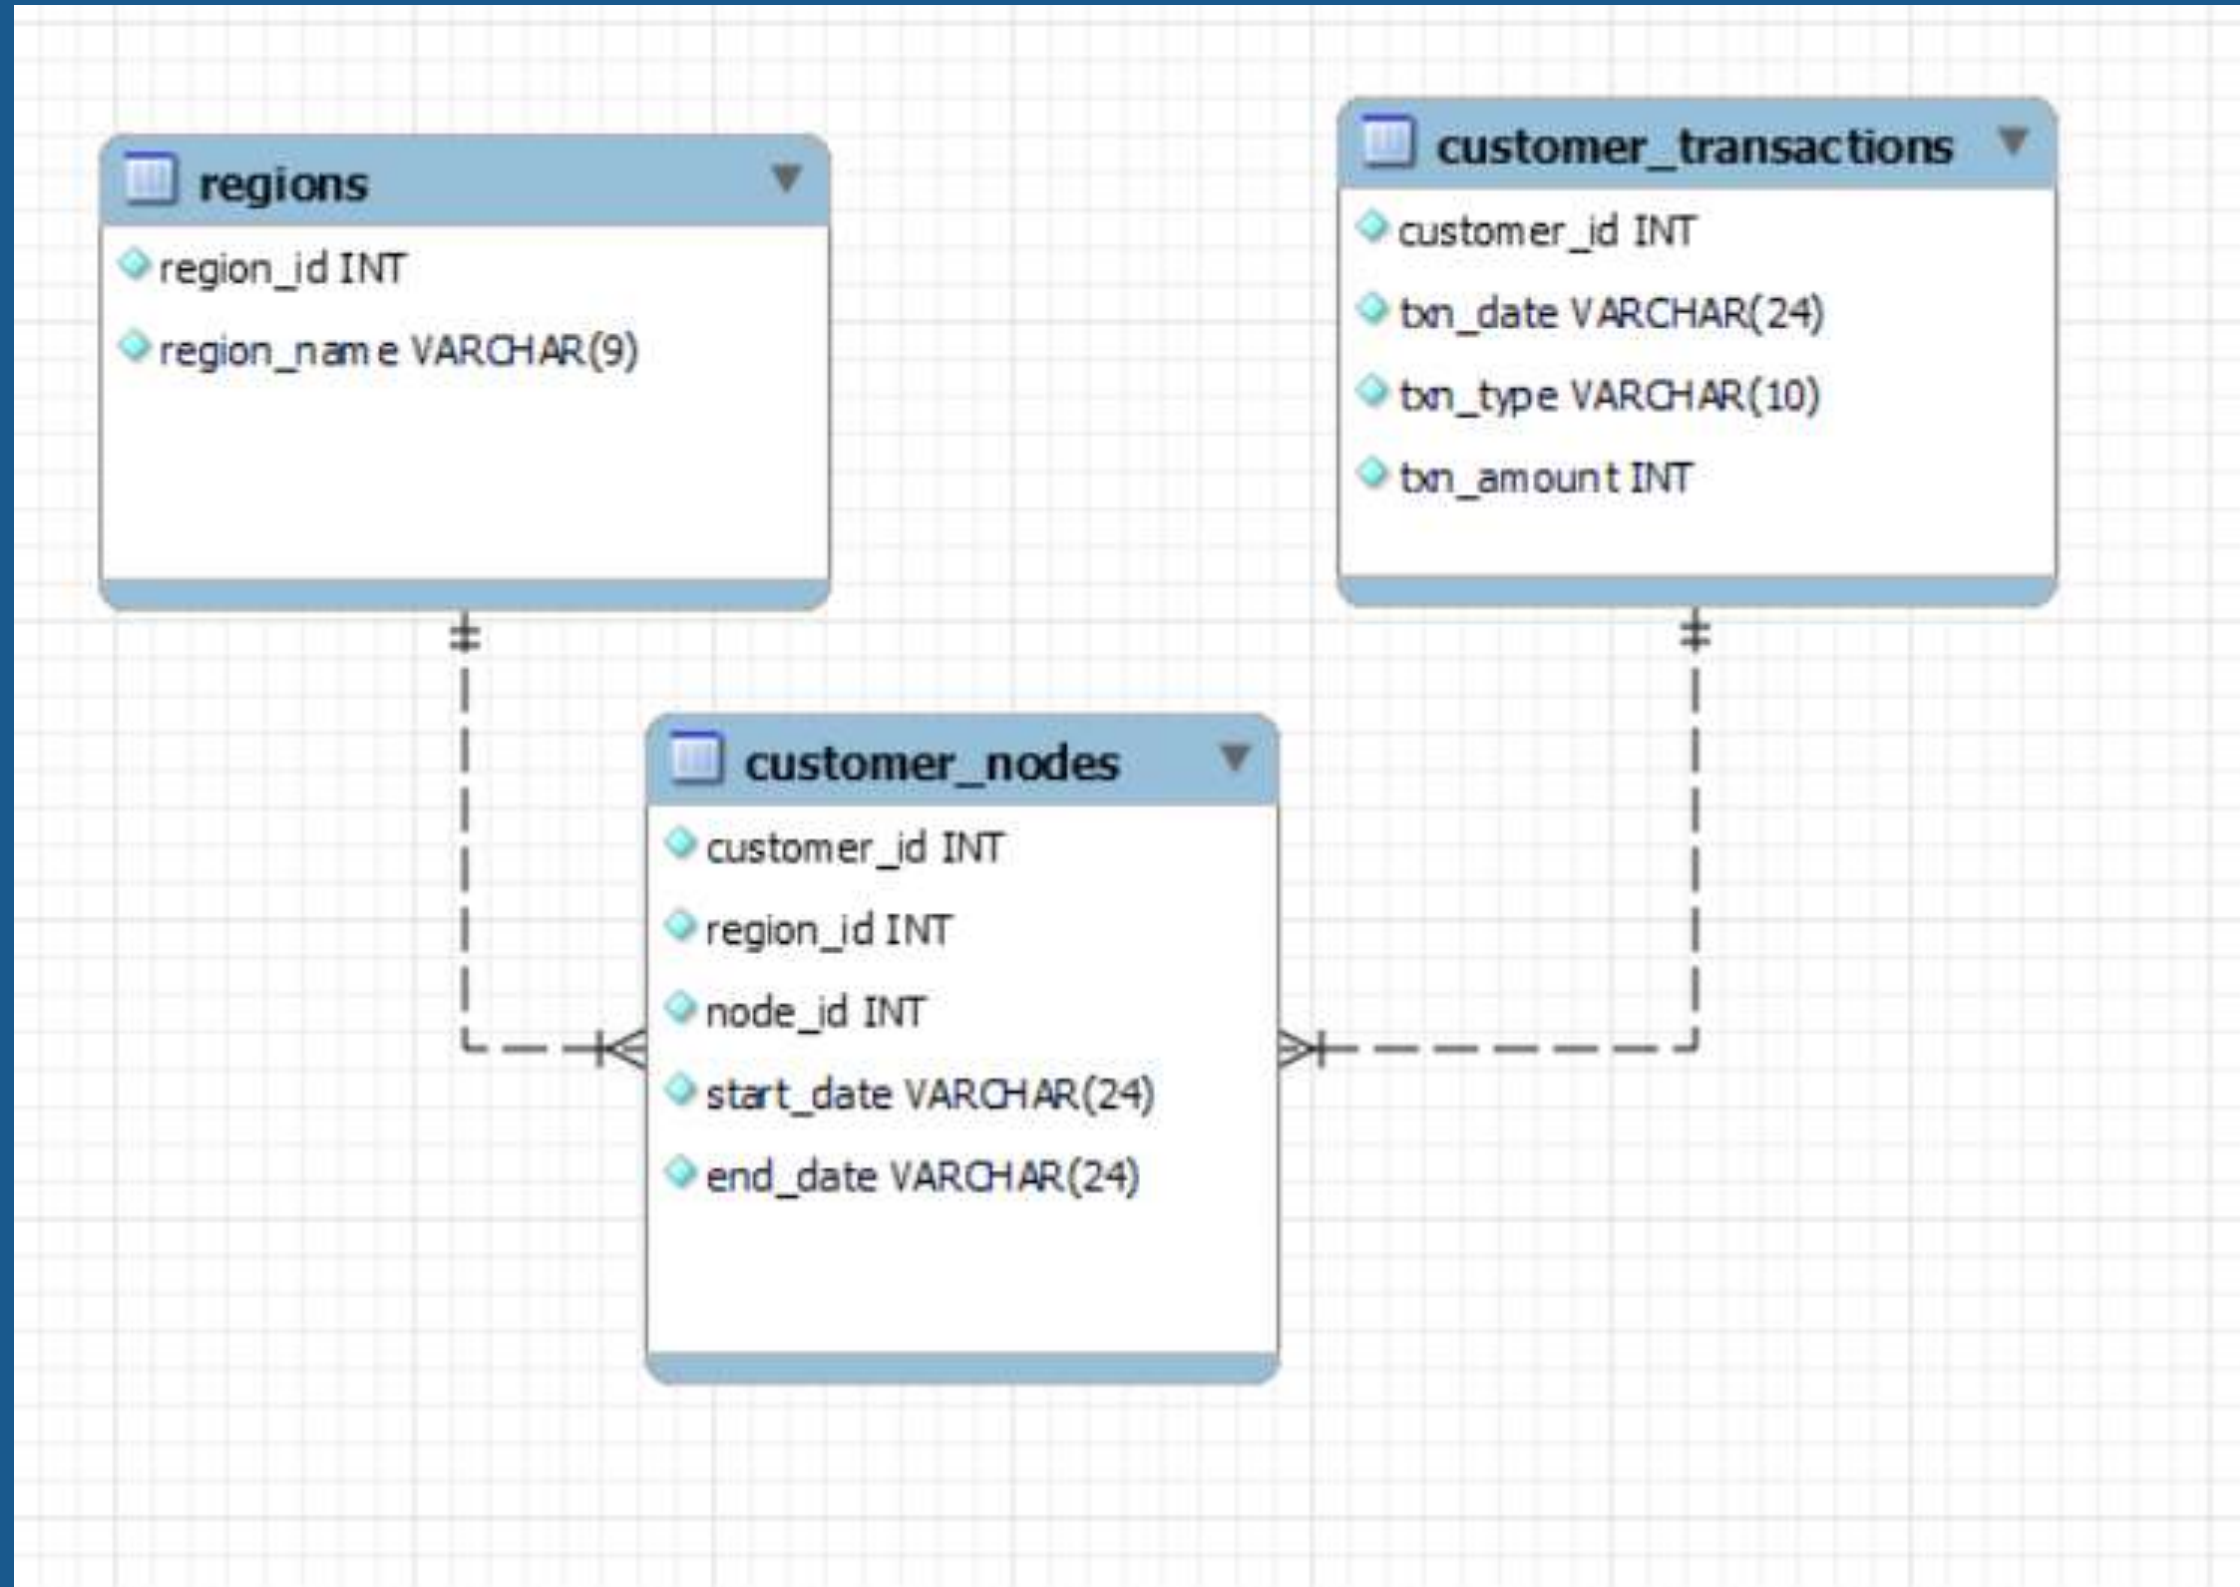 regions
region_id INT
region_name VARCHAR(9)
customer_transactions
customer_id INT
txn_date VARCHAR(24)
txn_type VARCHAR(10)
txn_amount INT
customer_nodes
customer_id INT
region_id INT
node_id INT
start_date VARCHAR(24)
end_date VARCHAR(24)